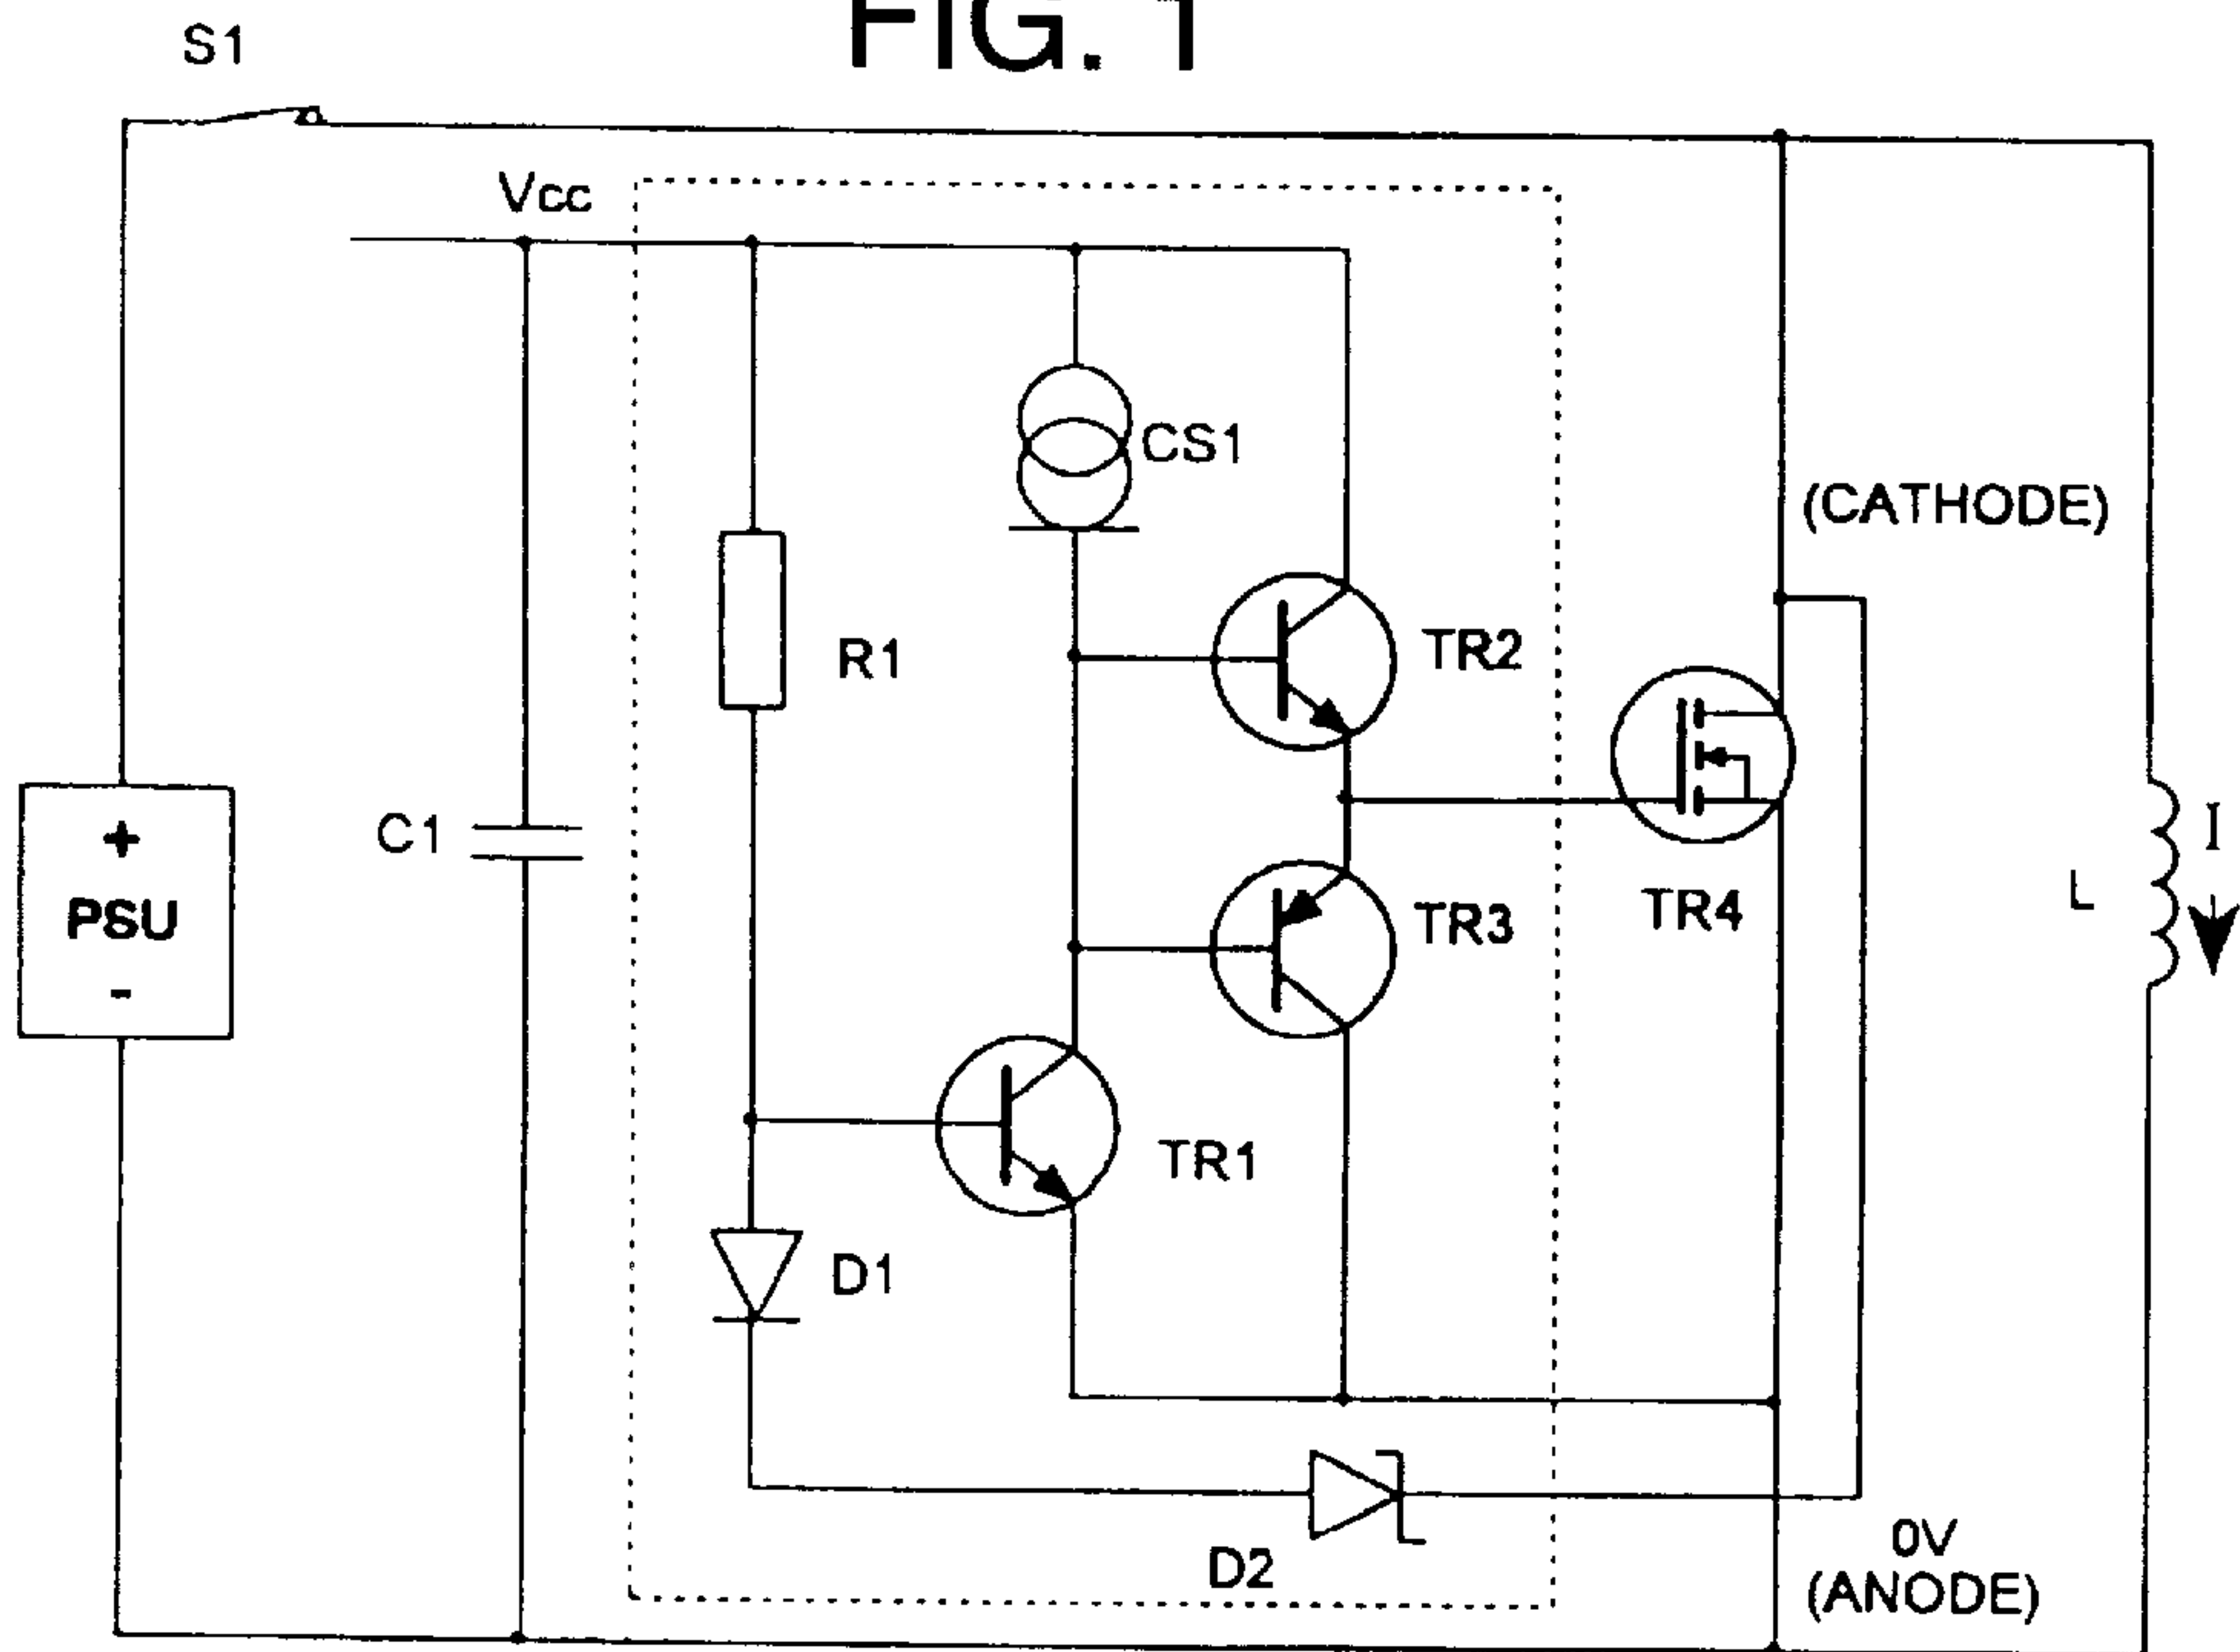 FIG. 1
S1
Vcc
CS1
(CATHODE)
R1
TR2
+
PSU
-
C1
I
L
TR4
TR3
TR1
D1
D2
0V
(ANODE)